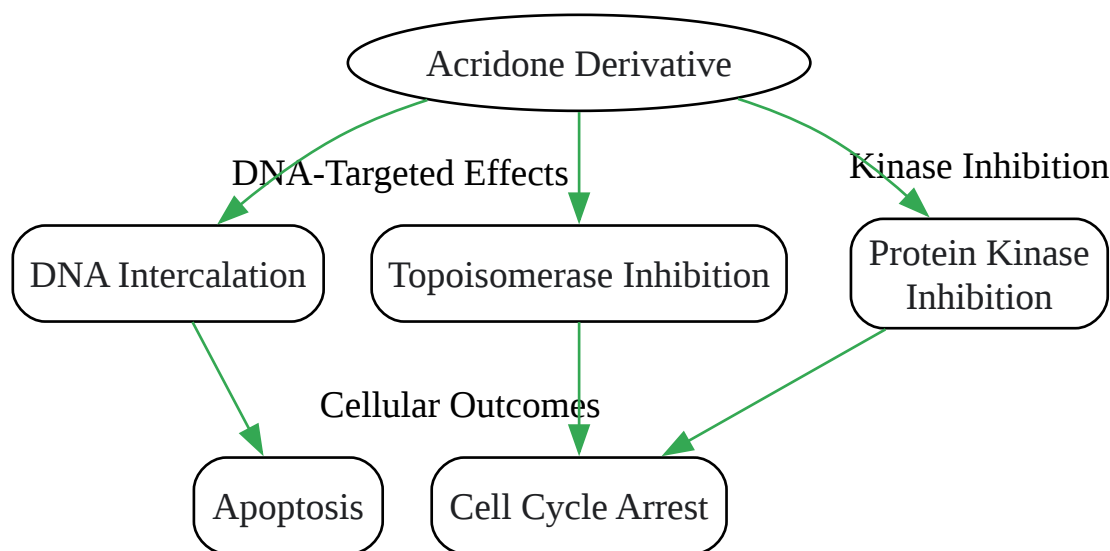 Acridone Derivative
DNA-Targeted Effects
Kinase Inhibition
DNA Intercalation
Topoisomerase Inhibition
Protein Kinase
Inhibition
Cellular Outcomes
Apoptosis
Cell Cycle Arrest